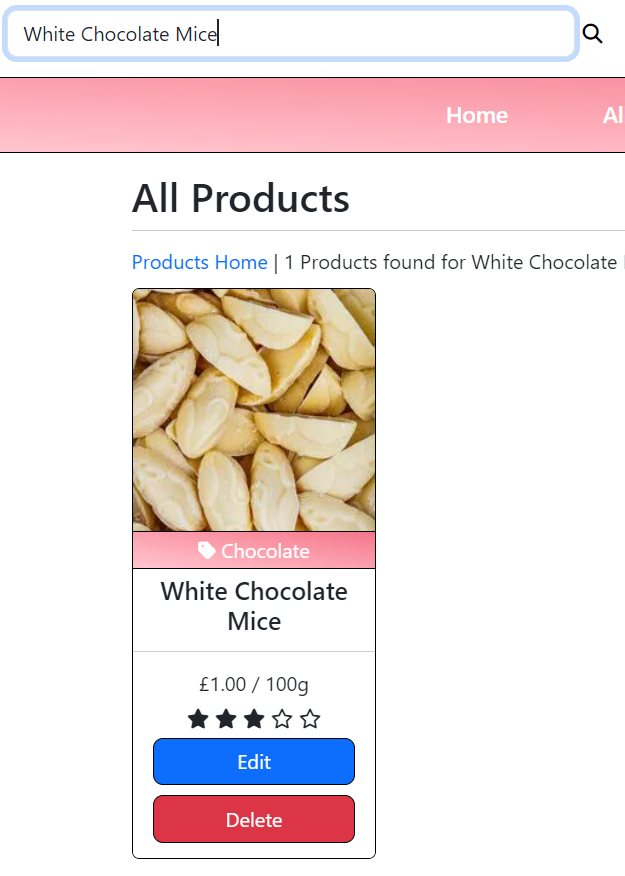 White Chocolate Mice
Home
Al
All Products
Products Home | 1 Products found for White Chocolate
Chocolate
White Chocolate
Mice
£1.00 / 100g
Edit
Delete